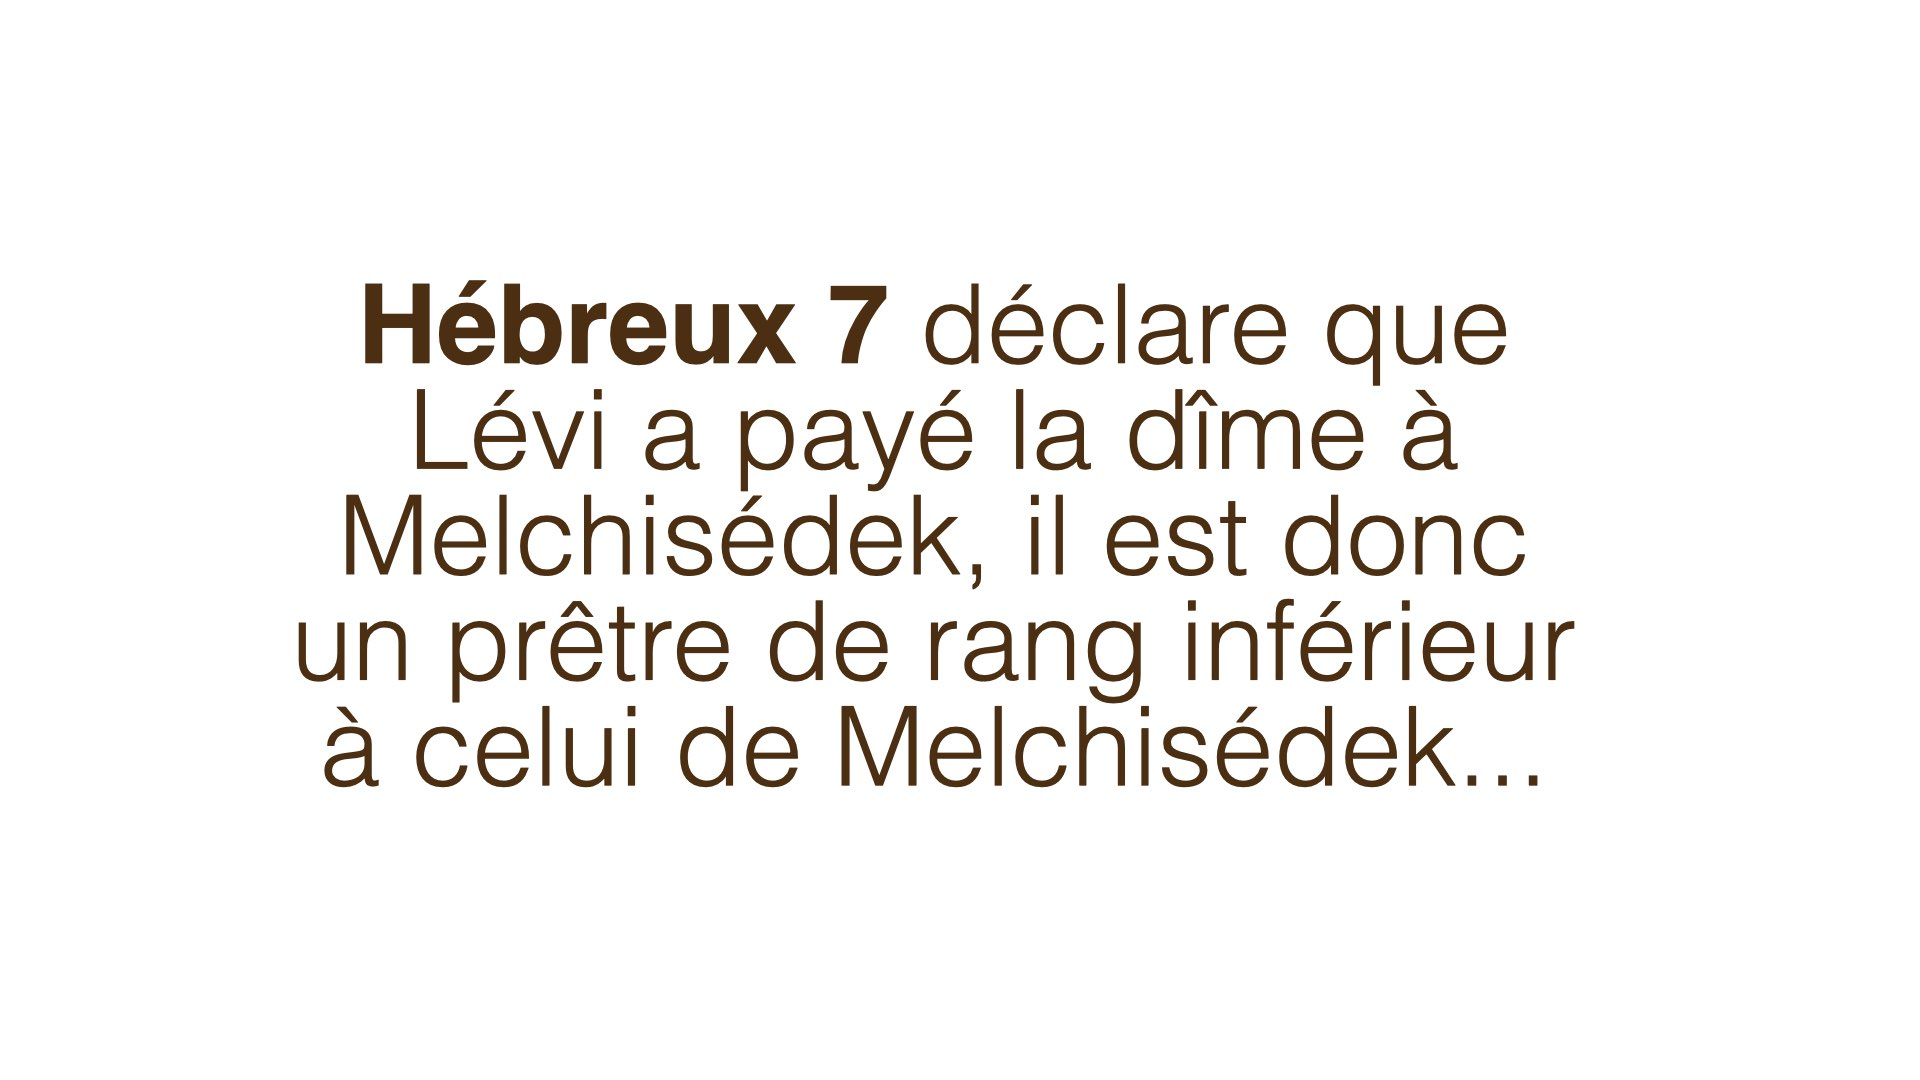 Hébreux 7 déclare que
Lévi a payé la dîme à
Melchisédek, il est donc
un prêtre de rang inférieur
à celui de Melchisédek...